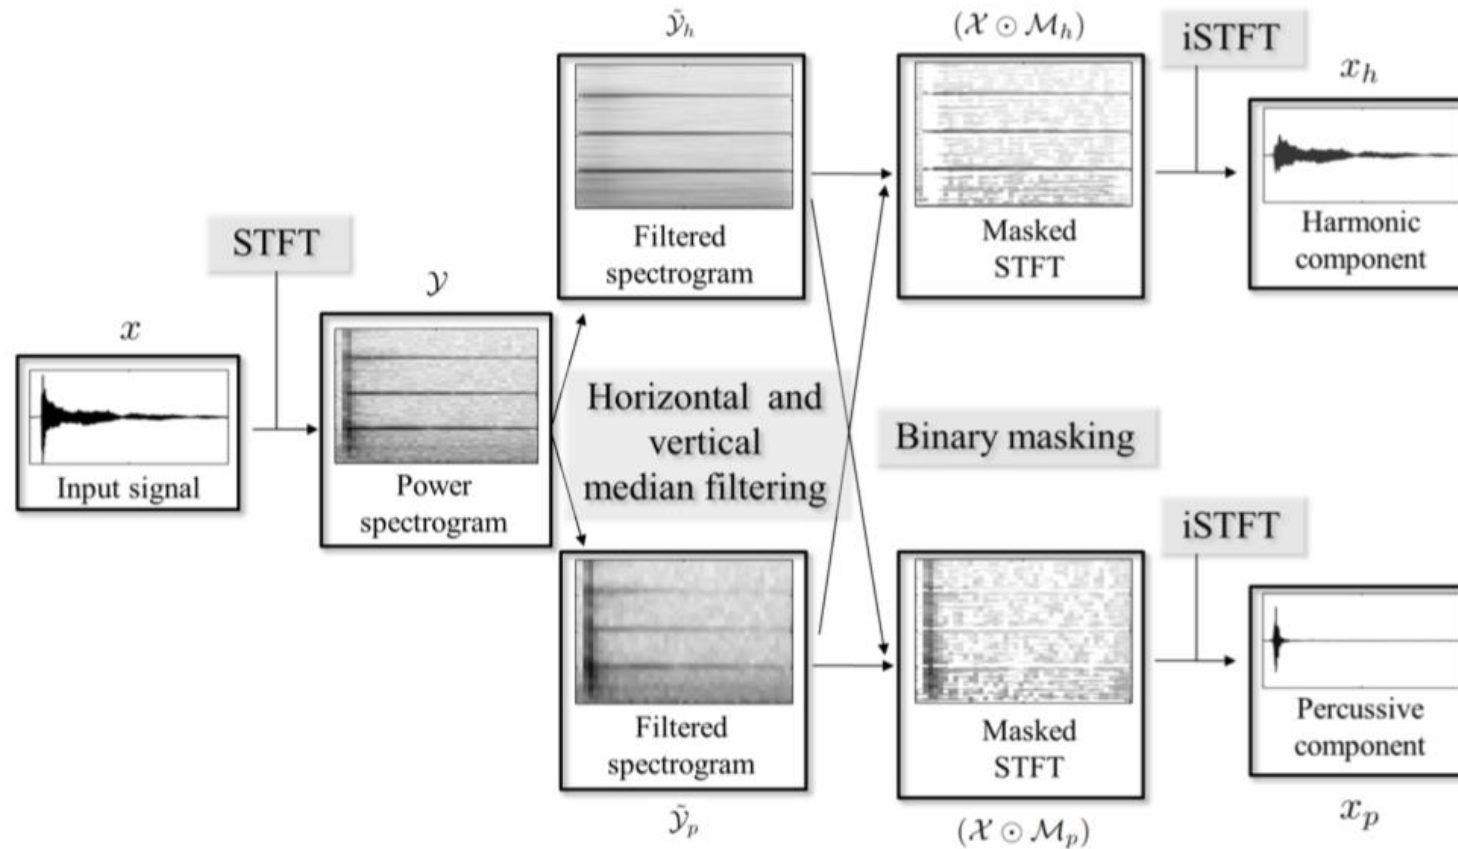 x
Input signal
STFT
𝒴
Power
spectrogram
𝒴̃ₕ
Filtered
spectrogram
Horizontal and
vertical
median filtering
Filtered
spectrogram
𝒴̃ₚ
(𝒳 ⊙ ℳₕ)
Masked
STFT
Binary masking
Masked
STFT
(𝒳 ⊙ ℳₚ)
iSTFT
xₕ
Harmonic
component
iSTFT
Percussive
component
xₚ